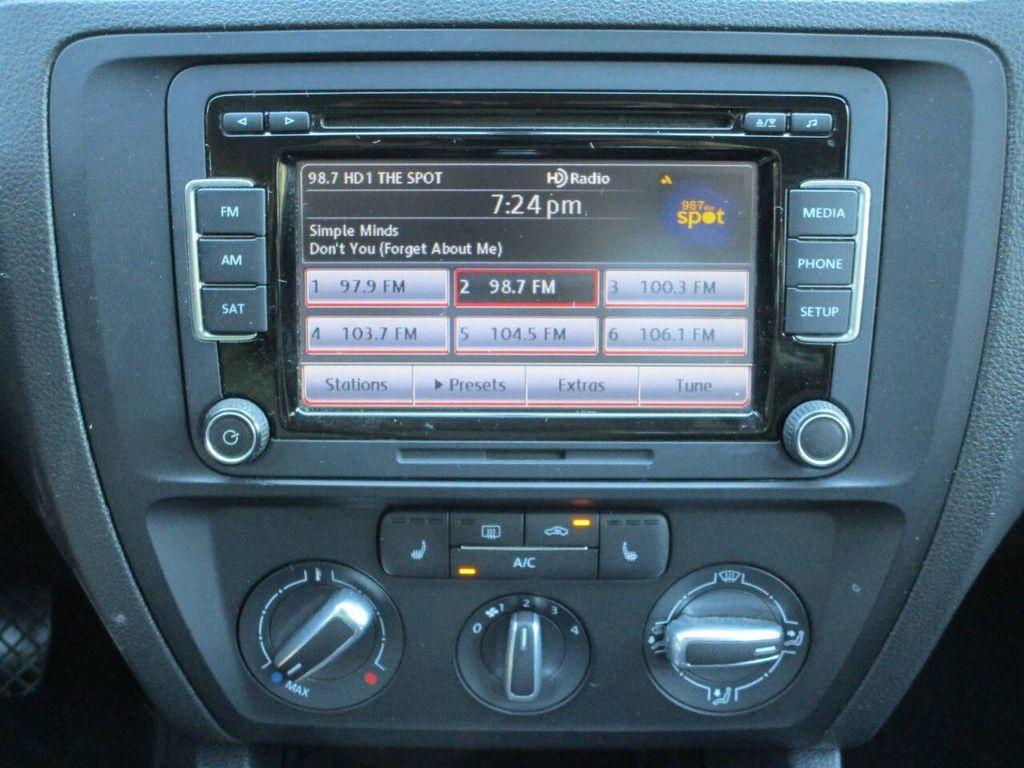 98.7 HD1 THE SPOT
HD Radio
7:24 pm
987 the
spot
Simple Minds
Don't You (Forget About Me)
1 97.9 FM
2 98.7 FM
3 100.3 FM
4 103.7 FM
5 104.5 FM
6 106.1 FM
Stations
Presets
Extras
Tune
FM
AM
SAT
MEDIA
PHONE
SETUP
A/C
0 1 2 3 4
MAX